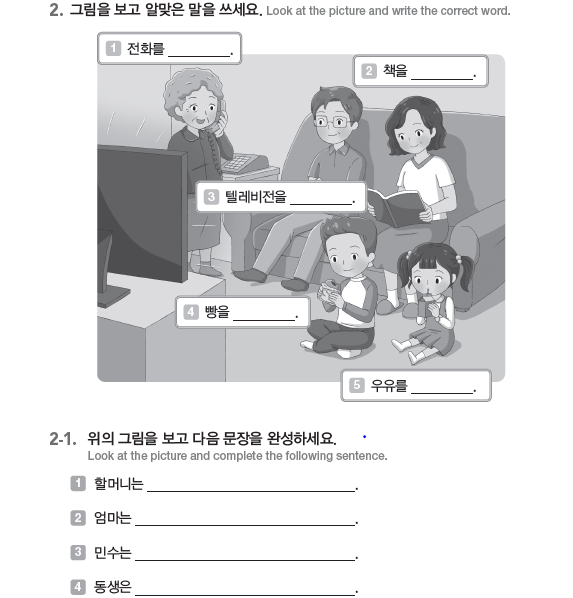 2. 그림을 보고 알맞은 말을 쓰세요. Look at the picture and write the correct word.
1 전화를 ________.
2 책을 ________.
3 텔레비전을 ________.
4 빵을 ________.
5 우유를 ________.
2-1. 위의 그림을 보고 다음 문장을 완성하세요.
Look at the picture and complete the following sentence.
1 할머니는 ________.
2 엄마는 ________.
3 민수는 ________.
4 동생은 ________.